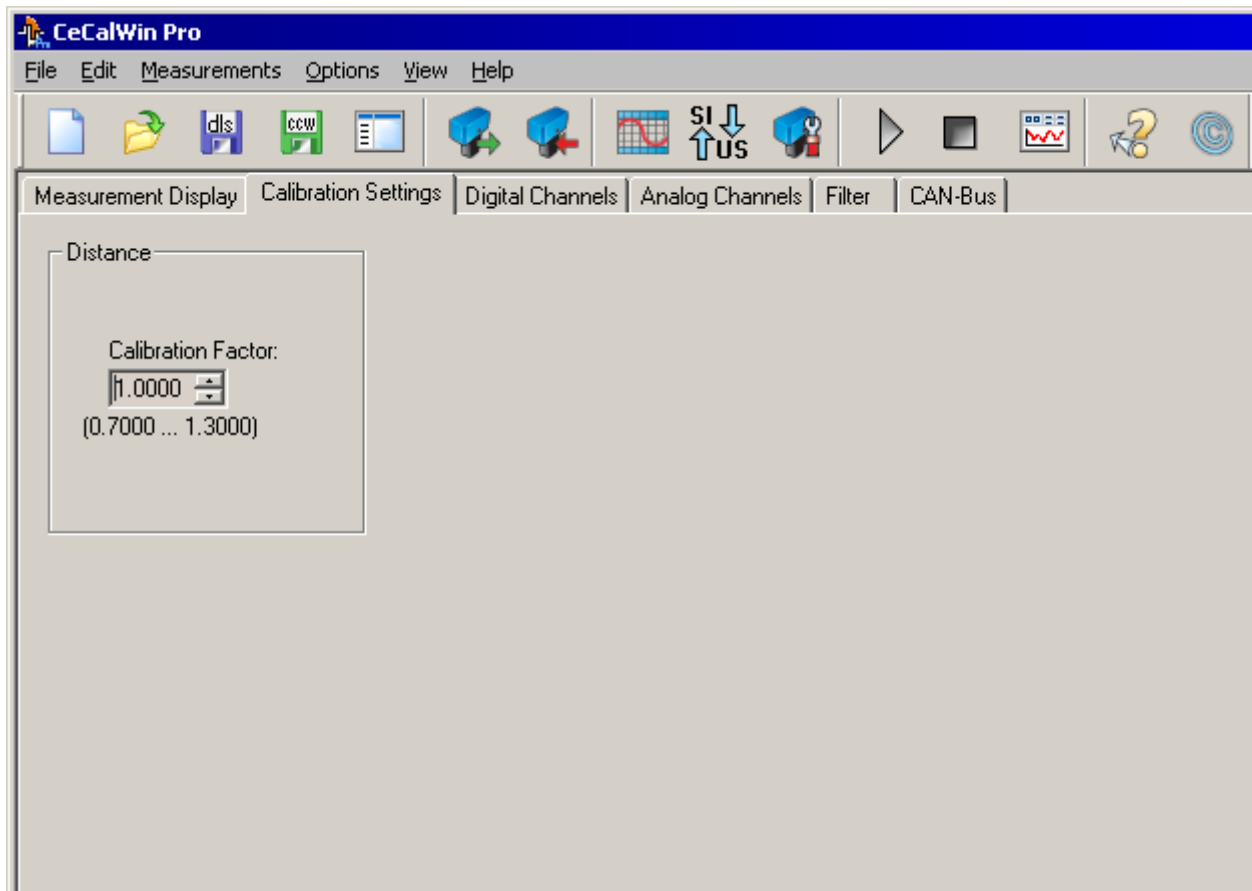 CeCalWin Pro
File Edit Measurements Options View Help
dls ccw SI US
Measurement Display Calibration Settings Digital Channels Analog Channels Filter CAN-Bus
Distance
Calibration Factor:
1.0000
(0.7000 ... 1.3000)